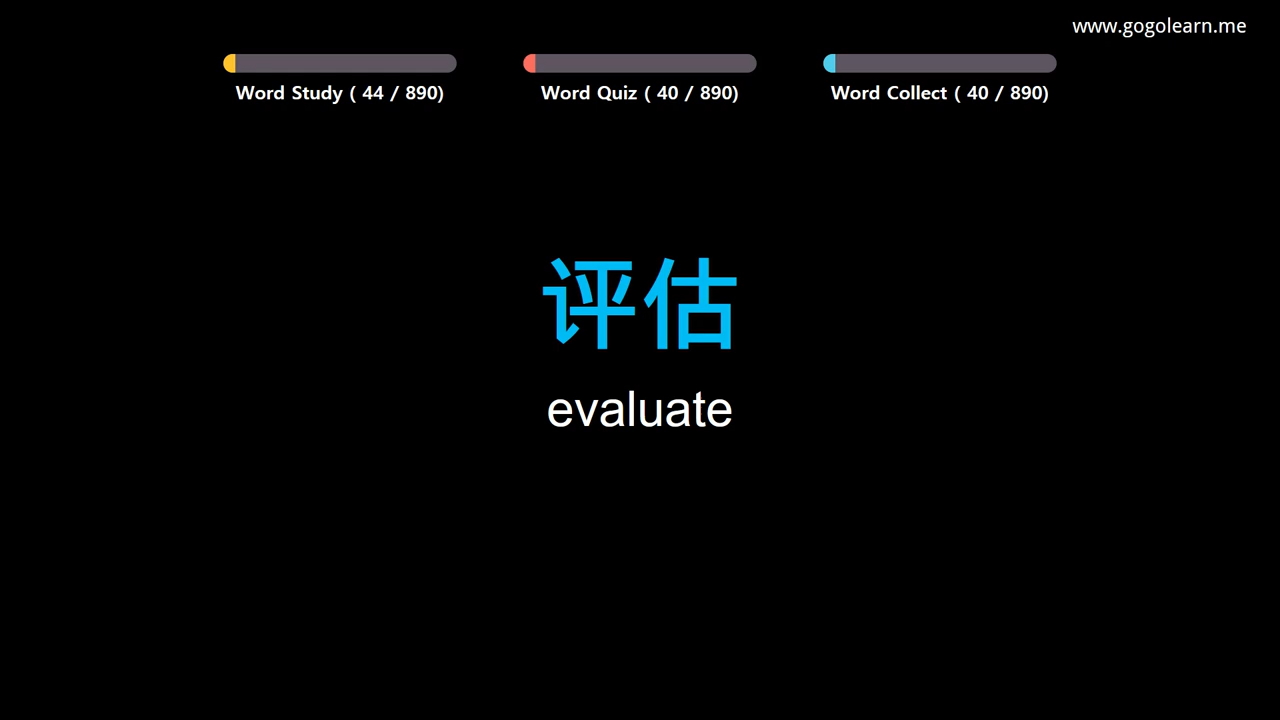 www.gogolearn.me
Word Study ( 44 / 890)
Word Quiz ( 40 / 890)
Word Collect ( 40 / 890)
评估
evaluate